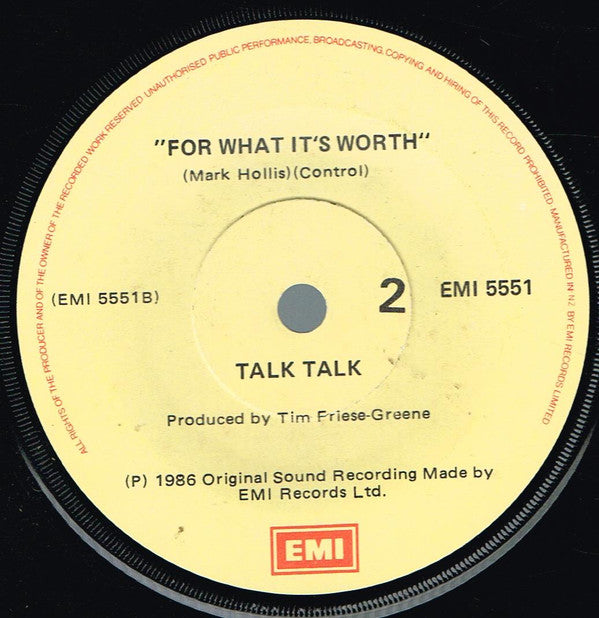 ALL RIGHTS OF THE PRODUCER AND OF THE OWNER OF THE RECORDED WORK RESERVED. UNAUTHORISED PUBLIC PERFORMANCE, BROADCASTING, COPYING AND HIRING OF THIS RECORD PROHIBITED. MANUFACTURED IN N.Z. BY EMI RECORDS LIMITED
"FOR WHAT IT'S WORTH"
(Mark Hollis)(Control)
(EMI 5551B) 2 EMI 5551
TALK TALK
Produced by Tim Friese-Greene
(P) 1986 Original Sound Recording Made by
EMI Records Ltd.
EMI